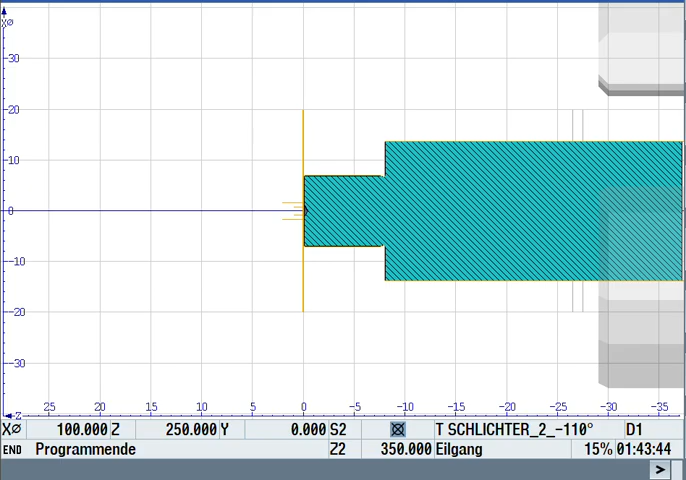 XØ
30
20
10
0
-10
-20
-30
Z
25 20 15 10 5 0 -5 -10 -15 -20 -25 -30 -35
XØ 100.000 Z 250.000 Y 0.000 S2 T SCHLICHTER_2_-110° D1
END Programmende Z2 350.000 Eilgang 15% 01:43:44
>